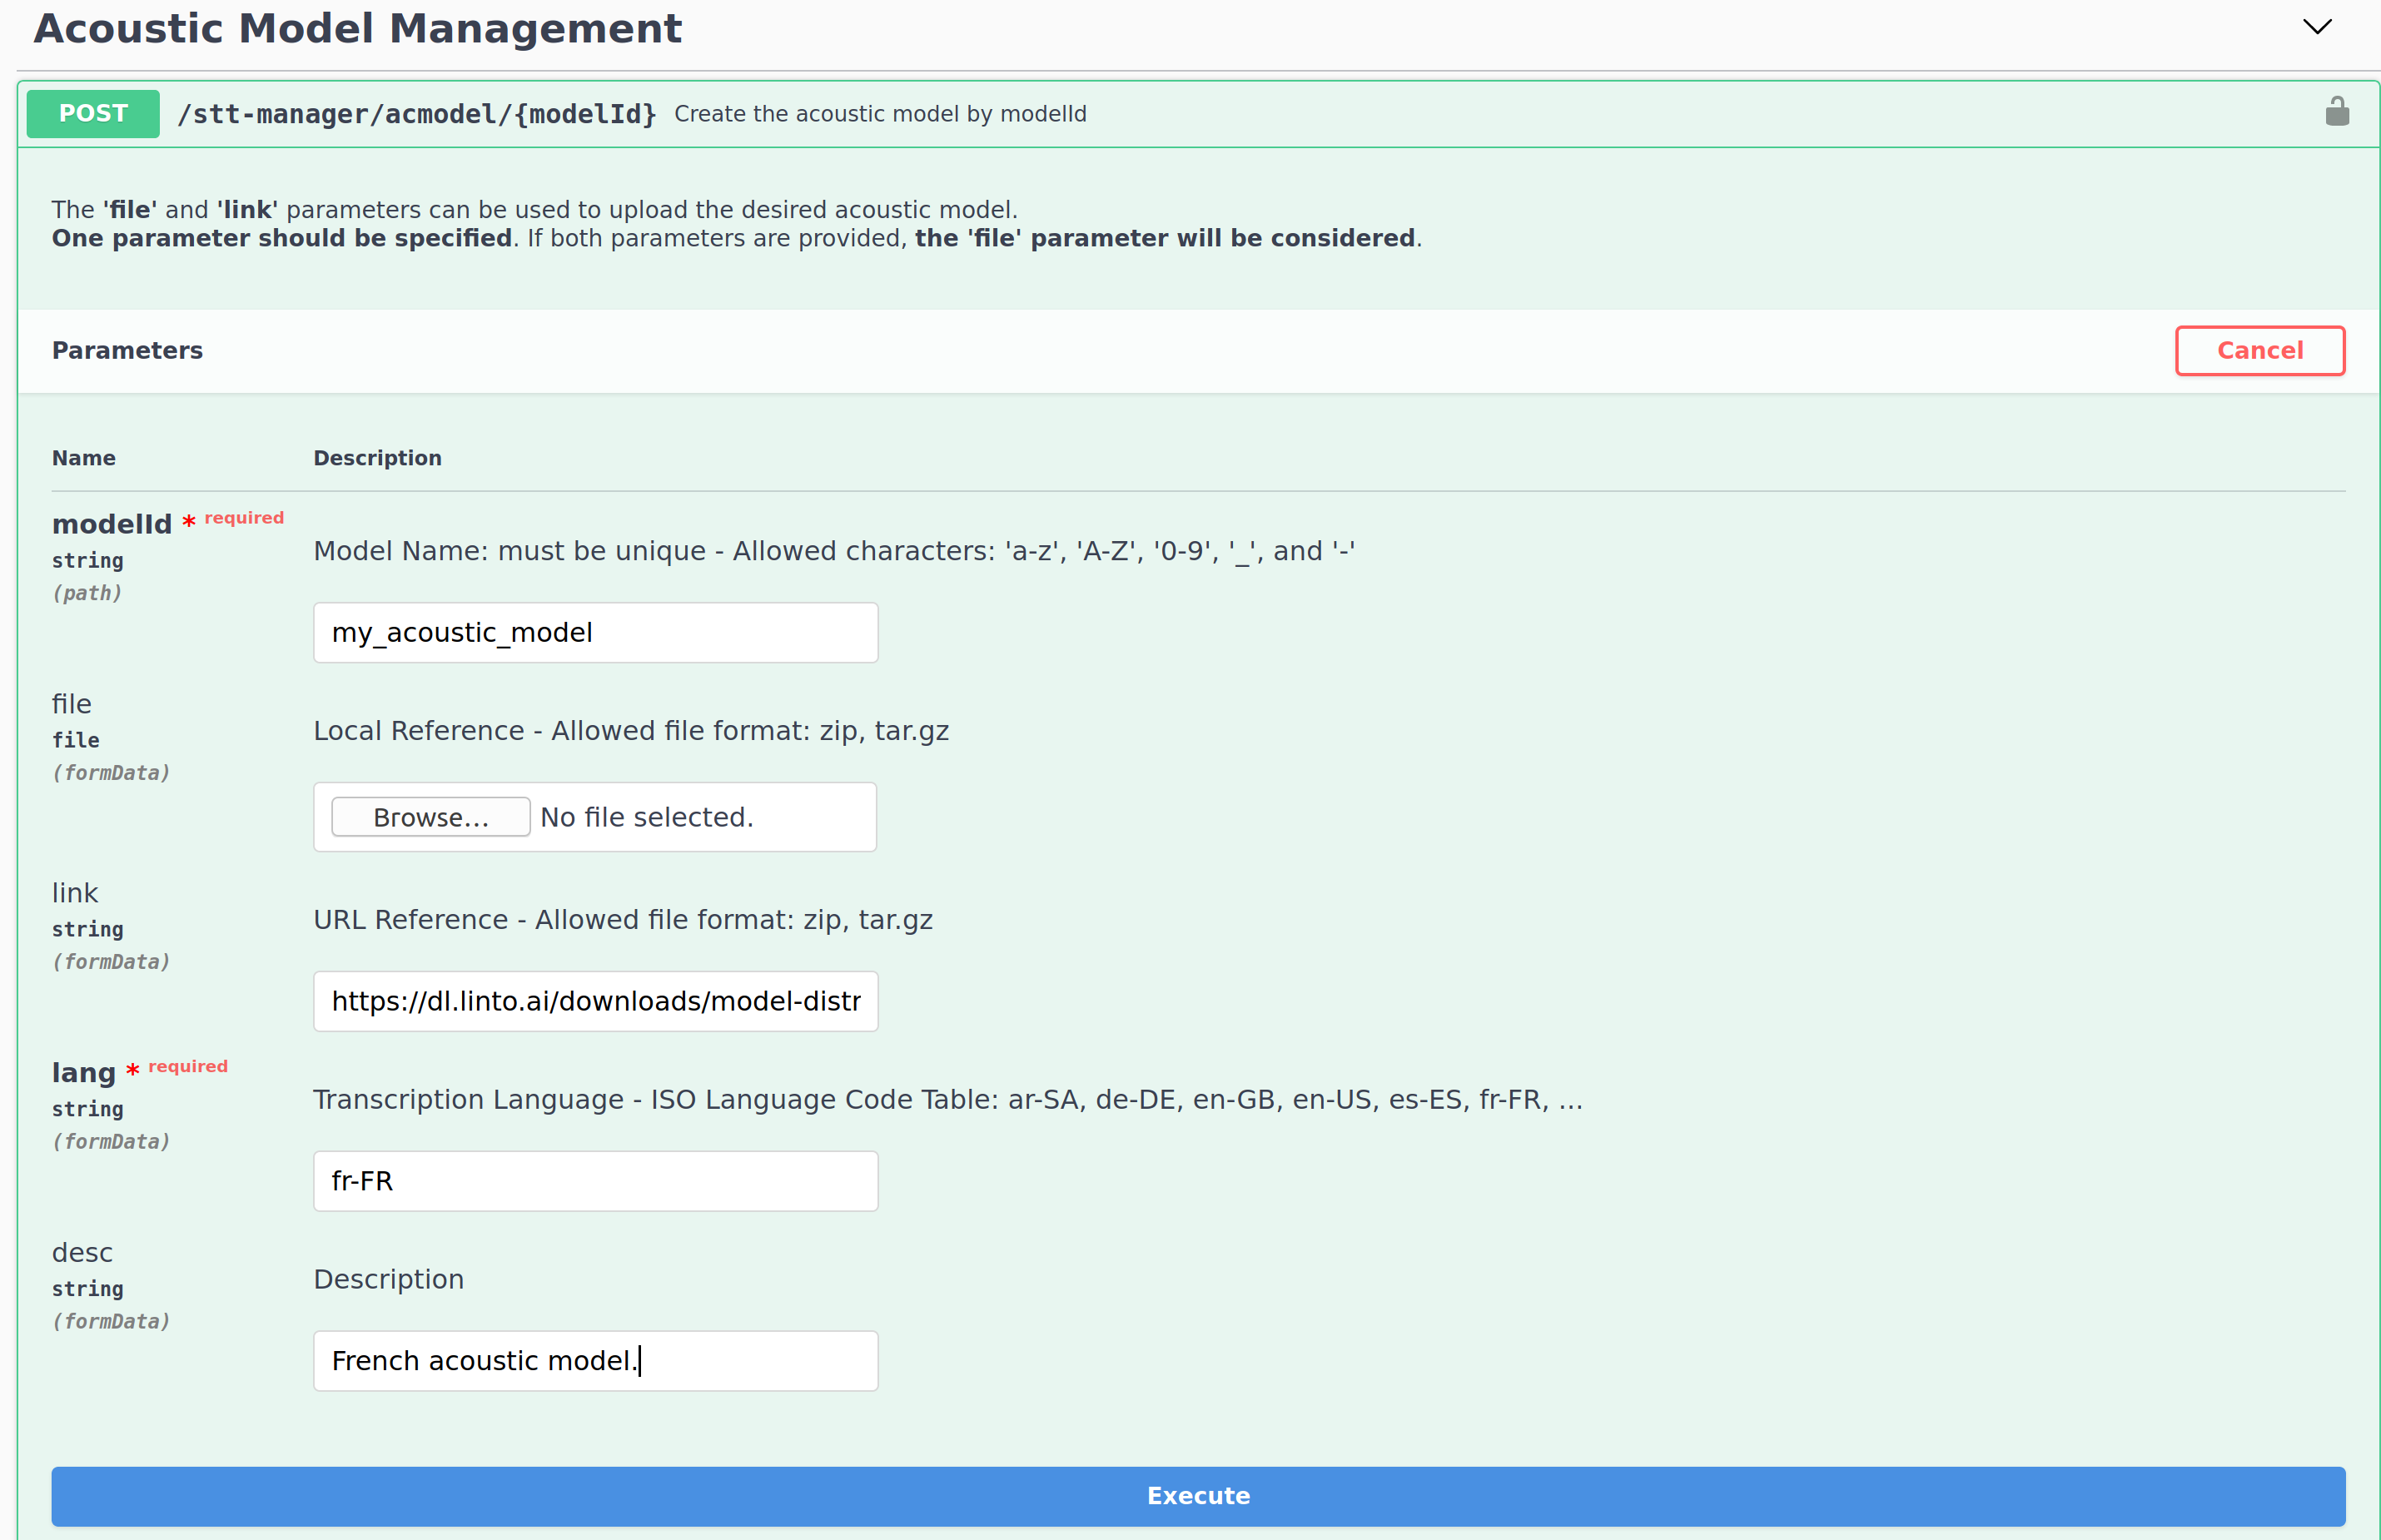 Acoustic Model Management
POST /stt-manager/acmodel/{modelId} Create the acoustic model by modelId
The 'file' and 'link' parameters can be used to upload the desired acoustic model.
One parameter should be specified. If both parameters are provided, the 'file' parameter will be considered.
Parameters Cancel
Name Description
modelId * required
string
(path)
Model Name: must be unique - Allowed characters: 'a-z', 'A-Z', '0-9', '_', and '-'
my_acoustic_model
file
file
(formData)
Local Reference - Allowed file format: zip, tar.gz
Browse... No file selected.
link
string
(formData)
URL Reference - Allowed file format: zip, tar.gz
https://dl.linto.ai/downloads/model-distr
lang * required
string
(formData)
Transcription Language - ISO Language Code Table: ar-SA, de-DE, en-GB, en-US, es-ES, fr-FR, ...
fr-FR
desc
string
(formData)
Description
French acoustic model.
Execute